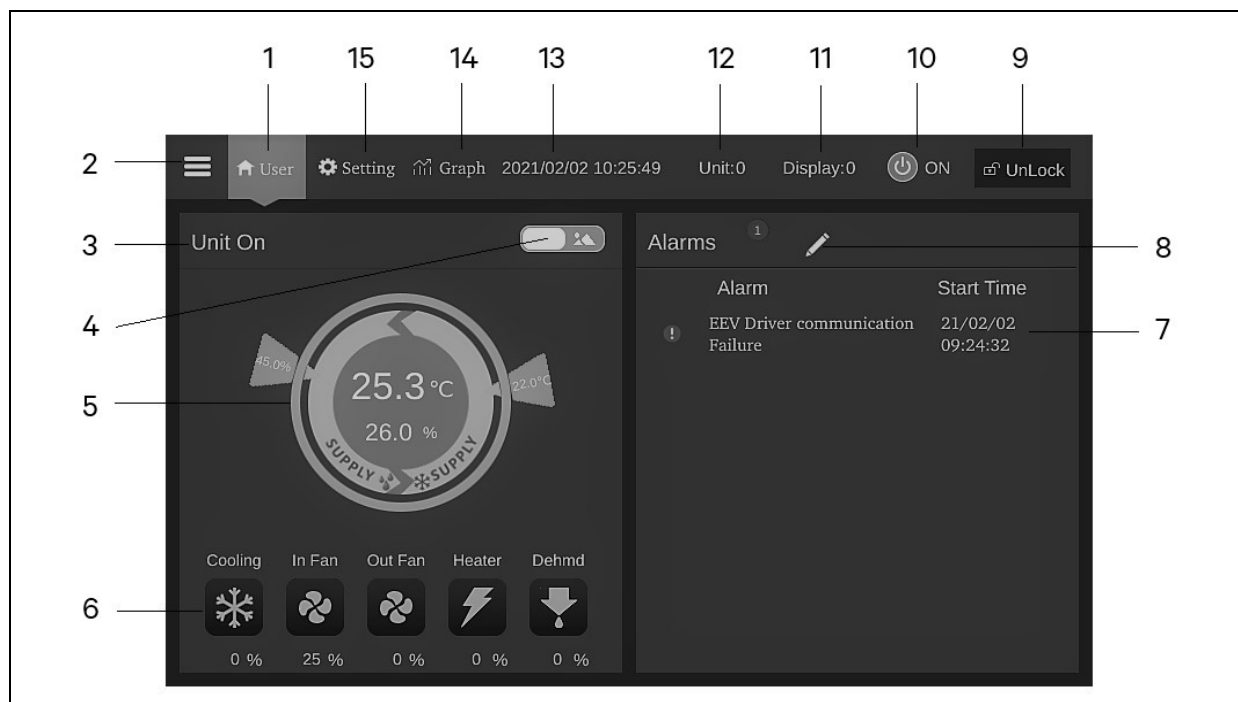 1 15 14 13 12 11 10 9
2
User Setting Graph 2021/02/02 10:25:49 Unit:0 Display:0 ON UnLock
3
Unit On
4
45.0%
22.0°C
5
25.3 °C
26.0 %
SUPPLY SUPPLY
Cooling In Fan Out Fan Heater Dehmd
6
0 % 25 % 0 % 0 % 0 %
Alarms 1
8
Alarm Start Time
EEV Driver communication 21/02/02
Failure 09:24:32
7